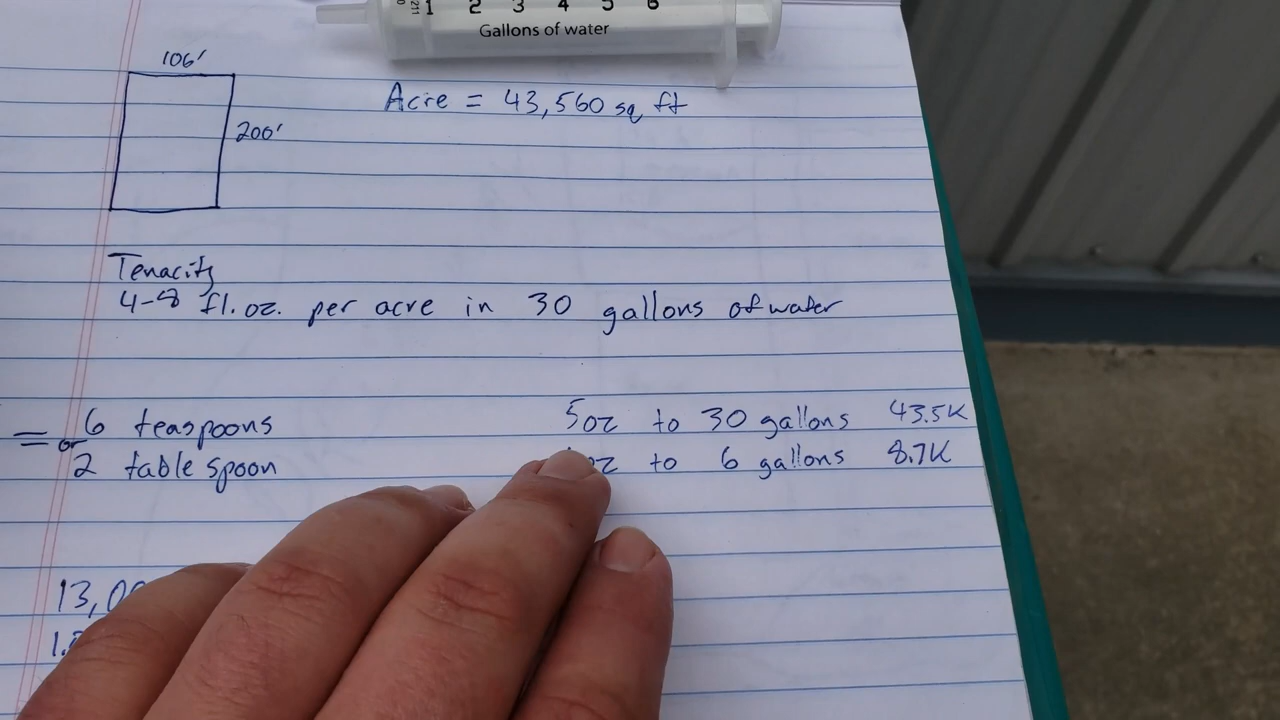 1 2 3 4 5 6
Gallons of water
106'
200'
Acre = 43,560 sq ft
Tenacity
4-8 fl.oz. per acre in 30 gallons of water
= 6 teaspoons
or
2 table spoon
5oz to 30 gallons 43.5K
oz to 6 gallons 8.7K